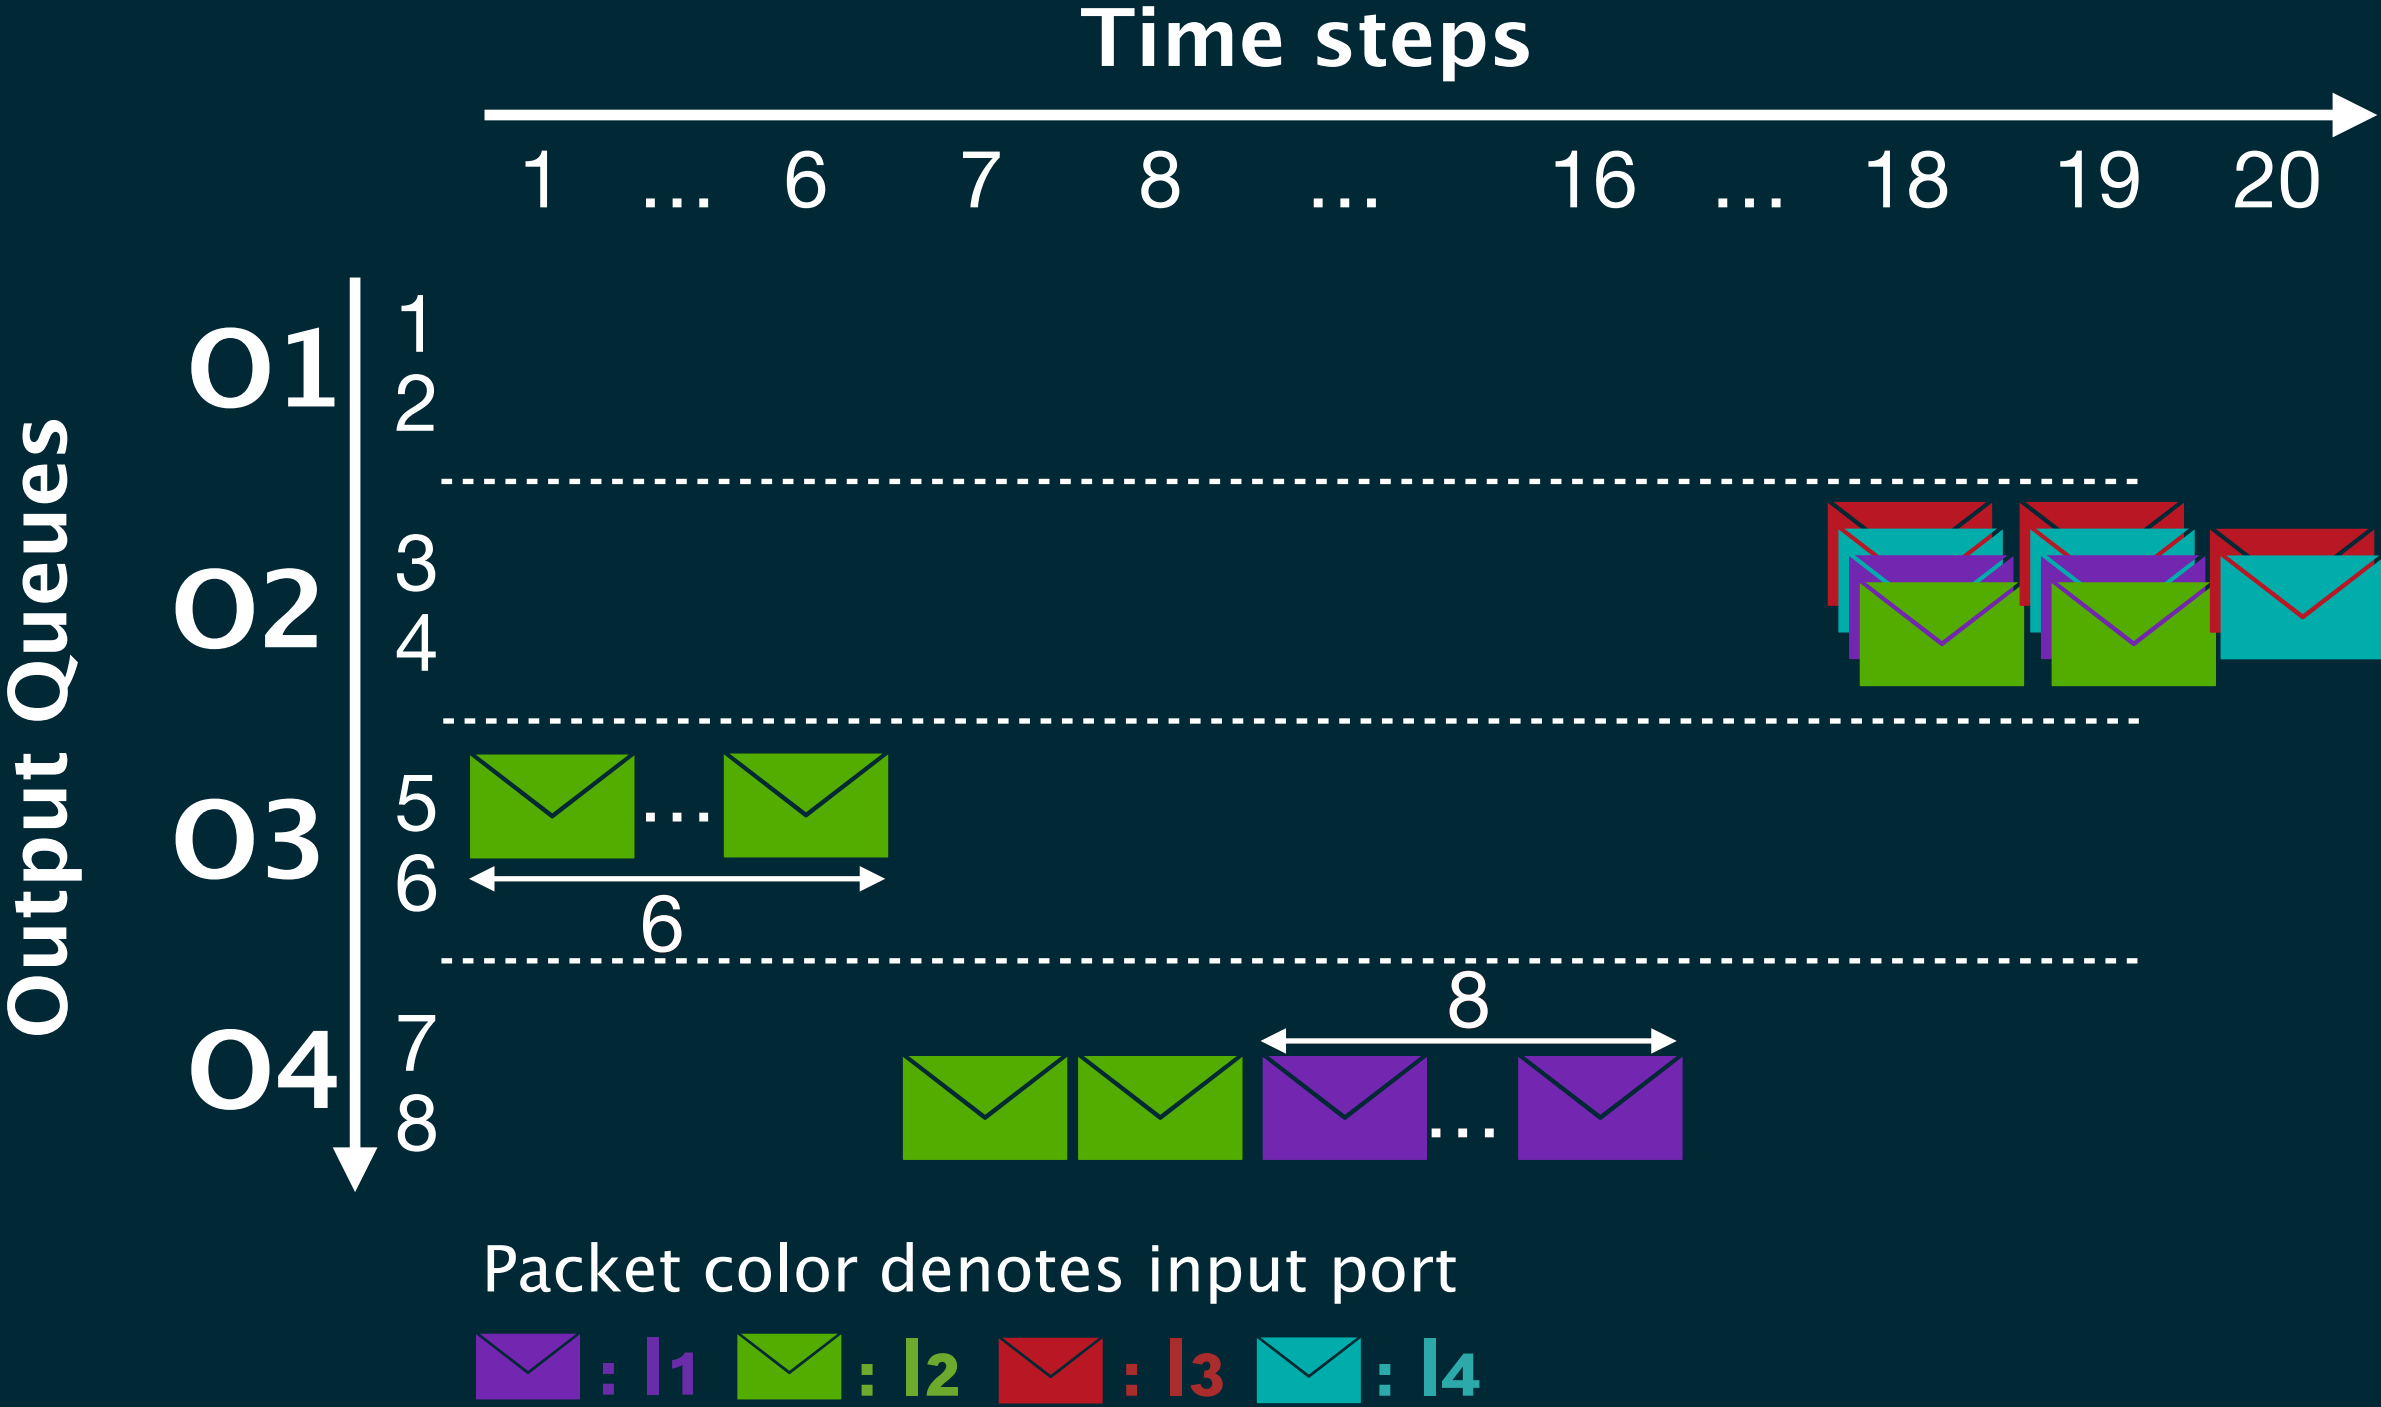 Time steps
1 ... 6 7 8 ... 16 ... 18 19 20
Output Queues
O1
1
2
O2
3
4
O3
5
6
...
6
O4
7
8
8
...
Packet color denotes input port
: I1 : I2 : I3 : I4